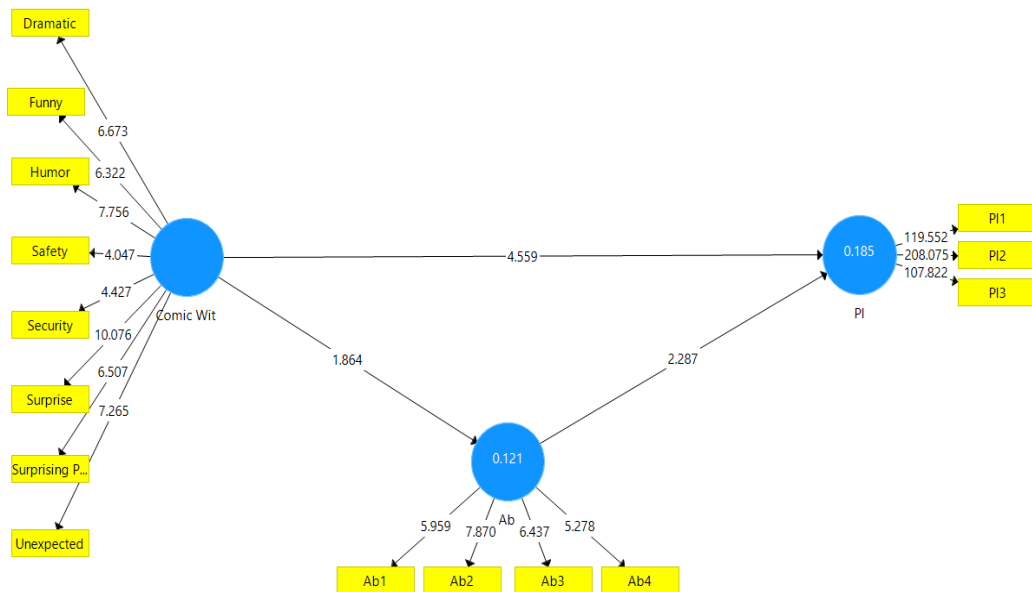 Dramatic
Funny
Humor
Safety
Security
Surprise
Surprising P...
Unexpected
6.673
6.322
7.756
4.047
4.427
10.076
6.507
7.265
Comic Wit
4.559
1.864
2.287
0.185
PI
119.552
208.075
107.822
PI1
PI2
PI3
0.121
Ab
5.959
7.870
6.437
5.278
Ab1
Ab2
Ab3
Ab4